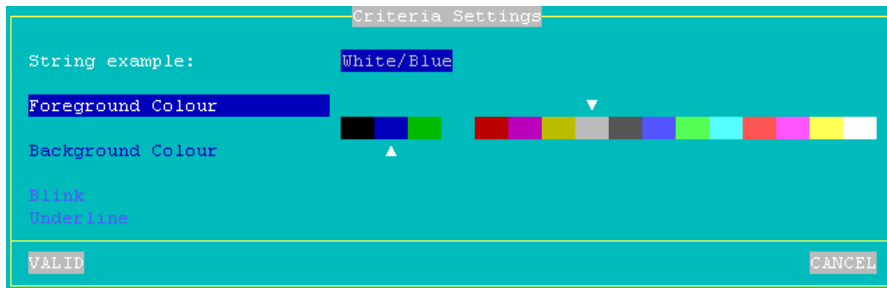 Criteria Settings
String example: White/Blue
Foreground Colour
Background Colour
Blink
Underline
VALID CANCEL